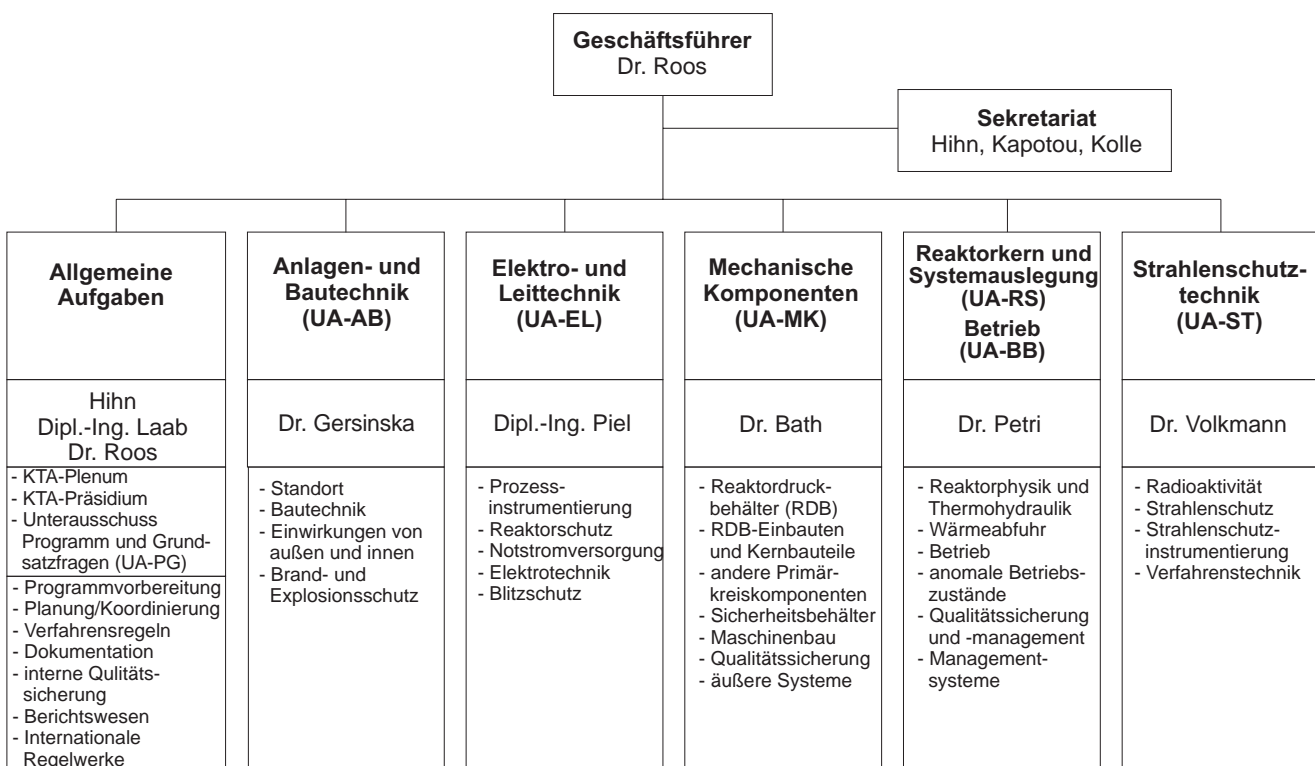 Geschäftsführer
Dr. Roos
Sekretariat
Hihn, Kapotou, Kolle
Allgemeine
Aufgaben
Hihn
Dipl.-Ing. Laab
Dr. Roos
- KTA-Plenum
- KTA-Präsidium
- Unterausschuss
Programm und Grund-
satzfragen (UA-PG)
- Programmvorbereitung
- Planung/Koordinierung
- Verfahrensregeln
- Dokumentation
- interne Qulitäts-
sicherung
- Berichtswesen
- Internationale
Regelwerke
Anlagen- und
Bautechnik
(UA-AB)
Dr. Gersinska
- Standort
- Bautechnik
- Einwirkungen von
außen und innen
- Brand- und
Explosionsschutz
Elektro- und
Leittechnik
(UA-EL)
Dipl.-Ing. Piel
- Prozess-
instrumentierung
- Reaktorschutz
- Notstromversorgung
- Elektrotechnik
- Blitzschutz
Mechanische
Komponenten
(UA-MK)
Dr. Bath
- Reaktordruck-
behälter (RDB)
- RDB-Einbauten
und Kernbauteile
- andere Primär-
kreiskomponenten
- Sicherheitsbehälter
- Maschinenbau
- Qualitätssicherung
- äußere Systeme
Reaktorkern und
Systemauslegung
(UA-RS)
Betrieb
(UA-BB)
Dr. Petri
- Reaktorphysik und
Thermohydraulik
- Wärmeabfuhr
- Betrieb
- anomale Betriebs-
zustände
- Qualitätssicherung
und -management
- Management-
systeme
Strahlenschutz-
technik
(UA-ST)
Dr. Volkmann
- Radioaktivität
- Strahlenschutz
- Strahlenschutz-
instrumentierung
- Verfahrenstechnik